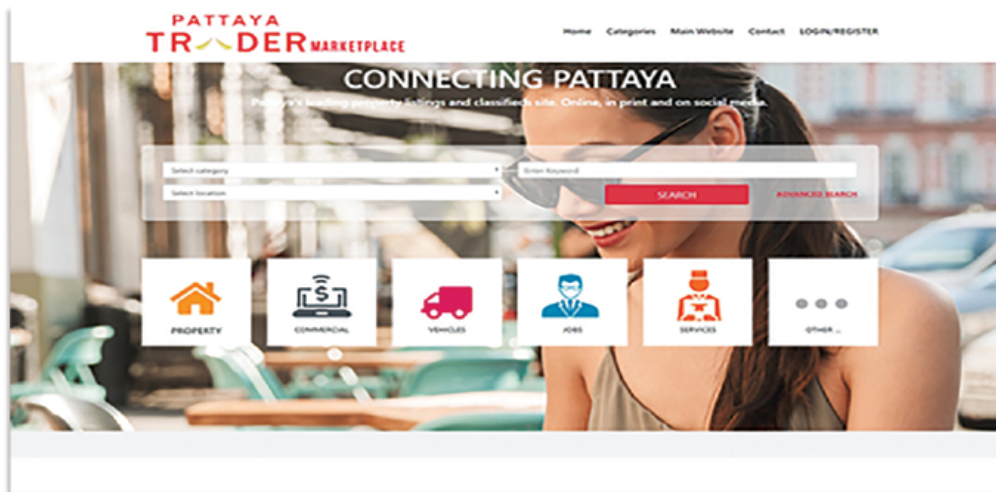 PATTAYA
TRADER MARKETPLACE
Home Categories Main Website Contact LOGIN/REGISTER
CONNECTING PATTAYA
Pattaya's leading property listings and classifieds site. Online, in print and on social media.
Select category
Enter Keyword
Select location
SEARCH
ADVANCED SEARCH
PROPERTY
COMMERCIAL
VEHICLES
JOBS
SERVICES
OTHER ...